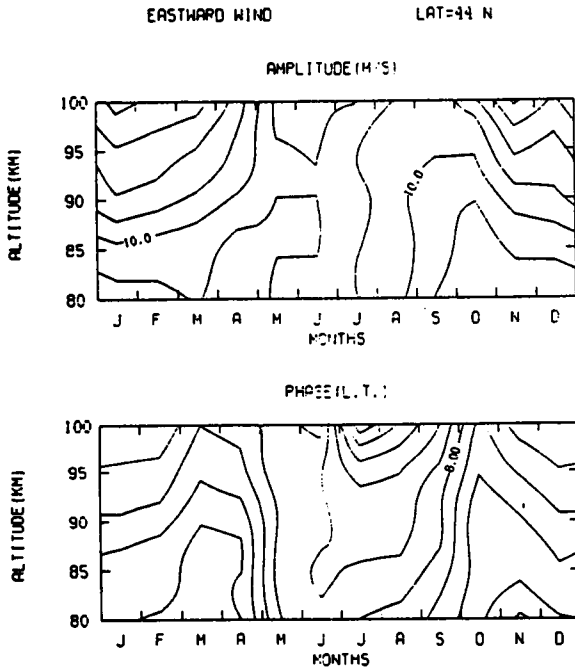 EASTWARD WIND LAT=44 N
AMPLITUDE(M/S)
ALTITUDE(KM)
100
95
90
85
80
10.0
10.0
J F M A M J J A S O N D
MONTHS
PHASE(L.T.)
ALTITUDE(KM)
100
95
90
85
80
8.00
J F M A M J J A S O N D
MONTHS